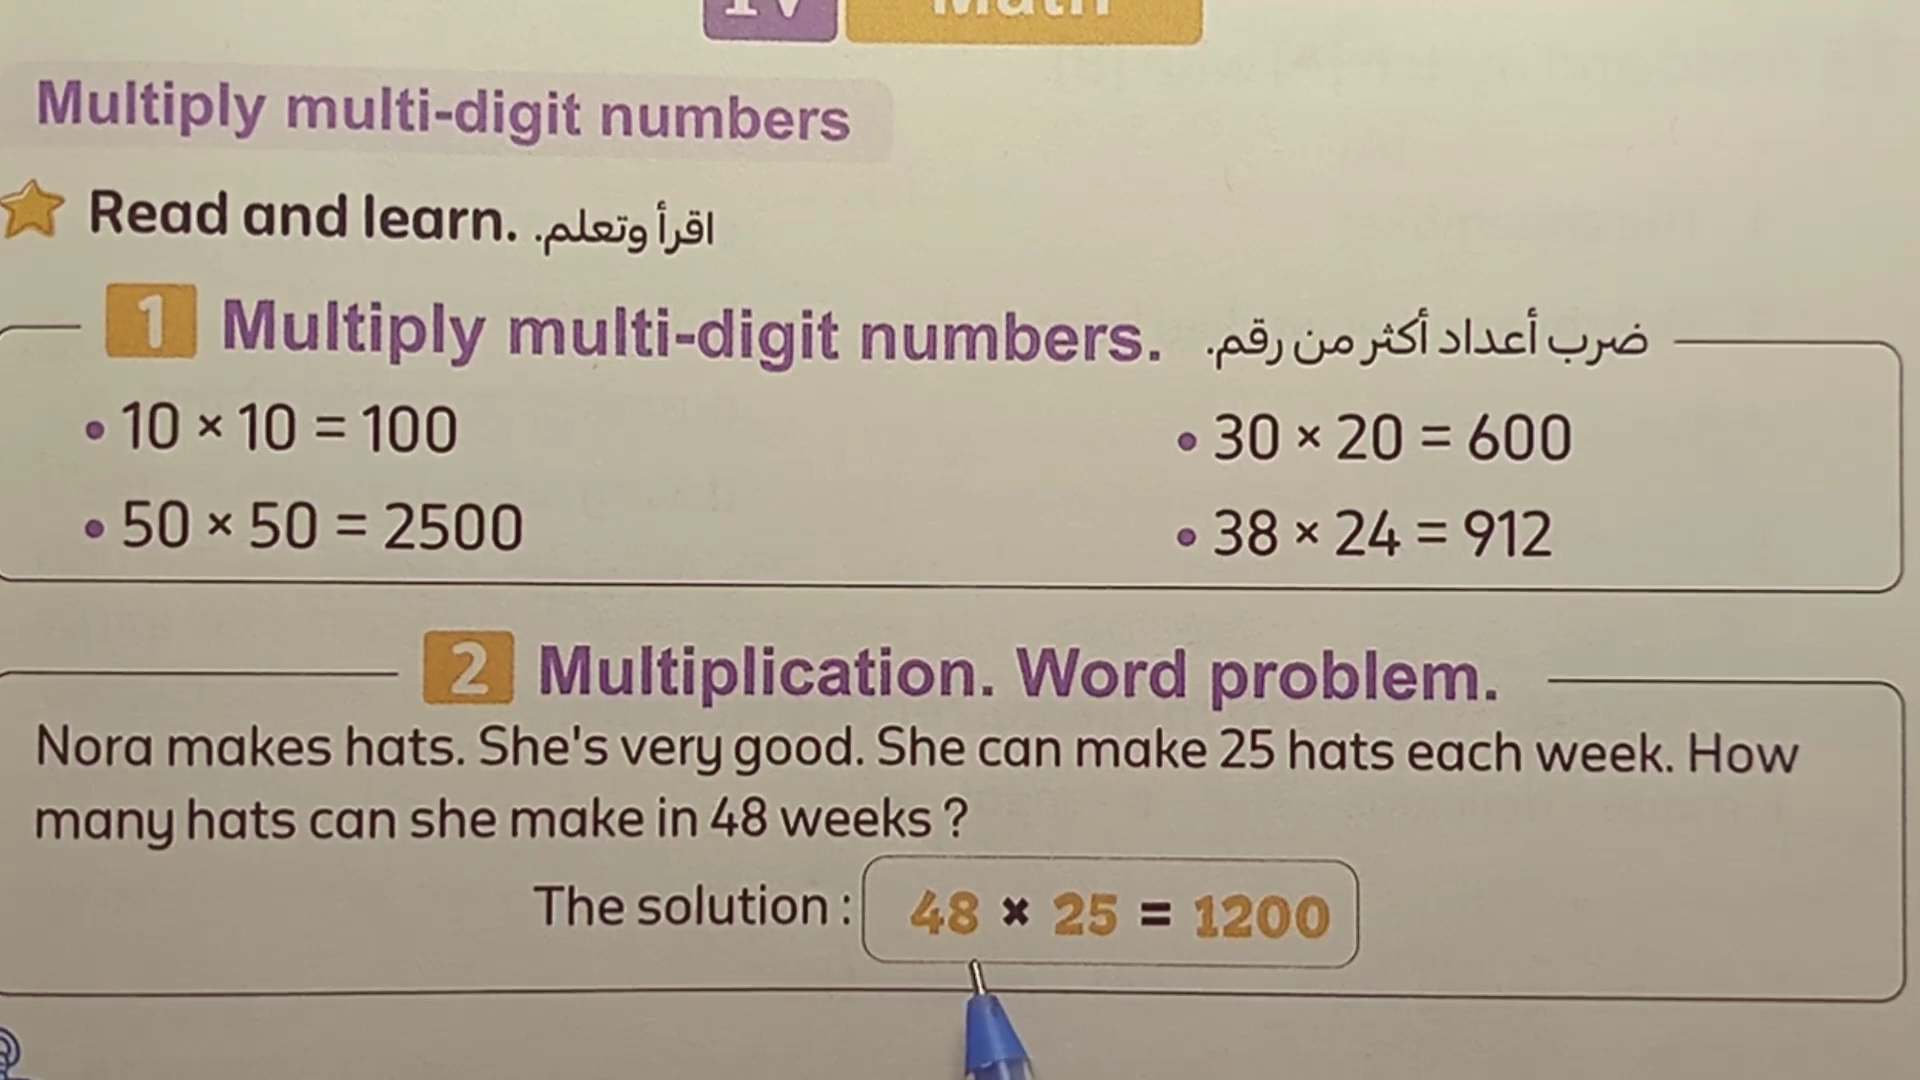 IV Math
Multiply multi-digit numbers
Read and learn. اقرأ وتعلم.
1 Multiply multi-digit numbers. ضرب أعداد أكثر من رقم.
• 10 × 10 = 100
• 30 × 20 = 600
• 50 × 50 = 2500
• 38 × 24 = 912
2 Multiplication. Word problem.
Nora makes hats. She's very good. She can make 25 hats each week. How
many hats can she make in 48 weeks ?
The solution : 48 × 25 = 1200